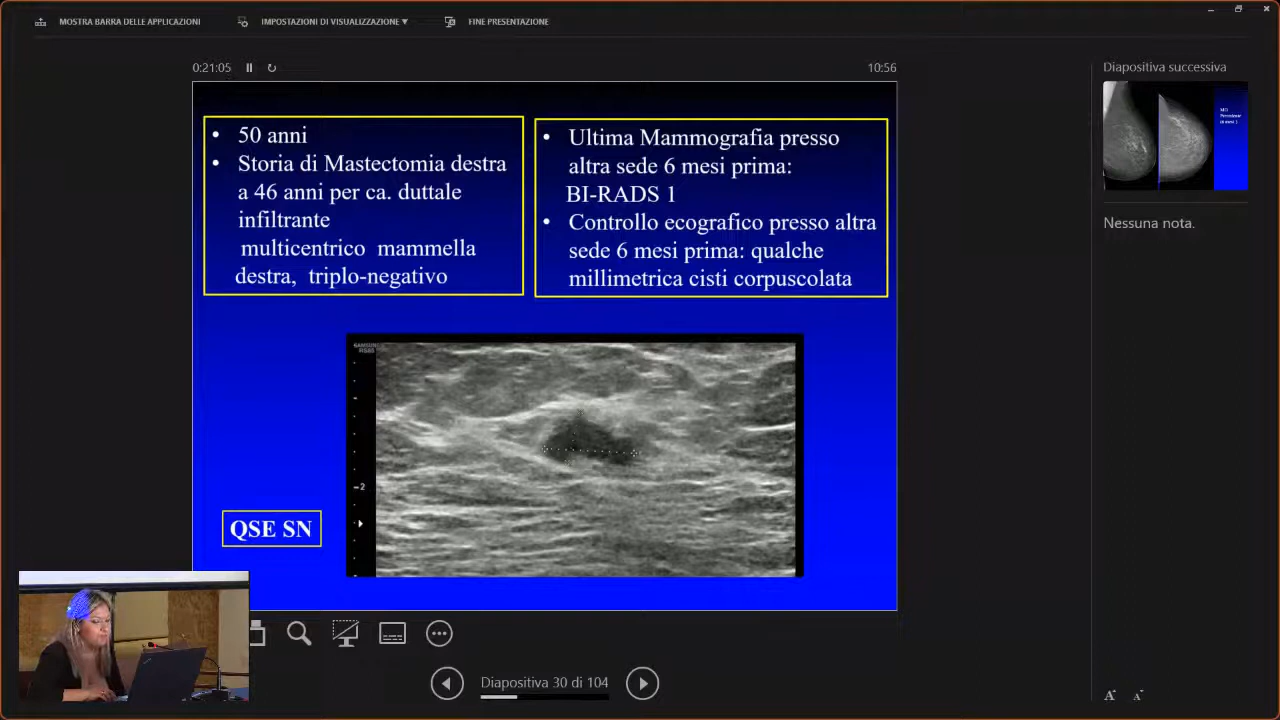 MOSTRA BARRA DELLE APPLICAZIONI
IMPOSTAZIONI DI VISUALIZZAZIONE ▼
FINE PRESENTAZIONE
0:21:05
10:56
• 50 anni
• Storia di Mastectomia destra
a 46 anni per ca. duttale
infiltrante
multicentrico mammella
destra, triplo-negativo
• Ultima Mammografia presso
altra sede 6 mesi prima:
BI-RADS 1
• Controllo ecografico presso altra
sede 6 mesi prima: qualche
millimetrica cisti corpuscolata
SAMSUNG
2
QSE SN
Diapositiva 30 di 104
Diapositiva successiva
Nessuna nota.
A
A